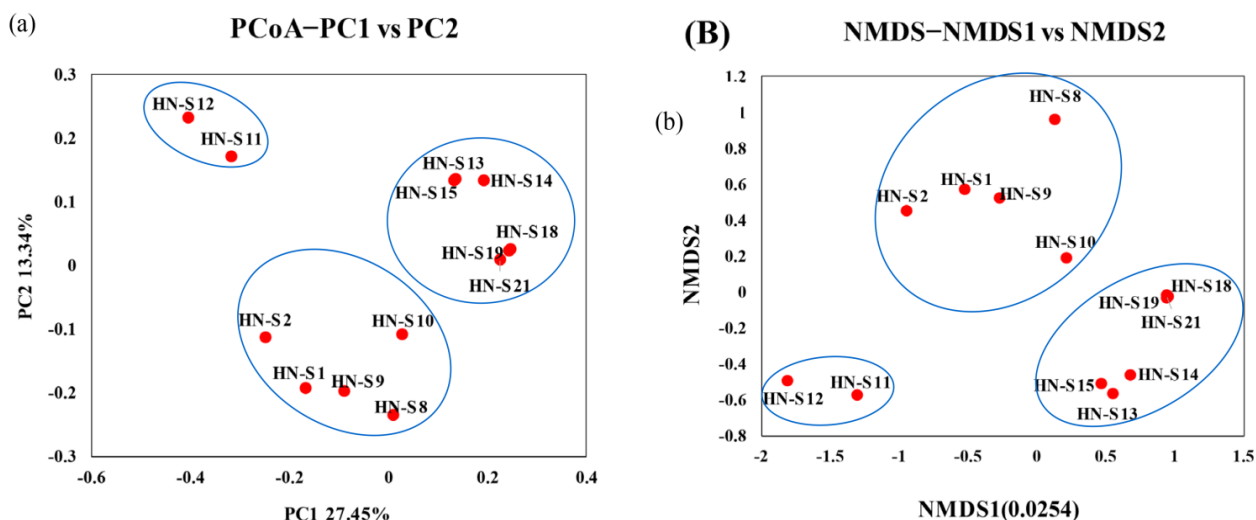 (a)
PCoA−PC1 vs PC2
0.3
0.2
0.1
0
-0.1
-0.2
-0.3
PC2 13.34%
HN-S12
HN-S11
HN-S13
HN-S15
HN-S14
HN-S18
HN-S19
HN-S21
HN-S2
HN-S10
HN-S1
HN-S9
HN-S8
-0.6
-0.4
-0.2
0
0.2
0.4
PC1 27.45%
(B)
NMDS−NMDS1 vs NMDS2
(b)
1.2
1
0.8
0.6
0.4
0.2
0
-0.2
-0.4
-0.6
-0.8
NMDS2
HN-S8
HN-S1
HN-S2
HN-S9
HN-S10
HN-S18
HN-S19
HN-S21
HN-S11
HN-S12
HN-S15
HN-S14
HN-S13
-2
-1.5
-1
-0.5
0
0.5
1
1.5
NMDS1(0.0254)